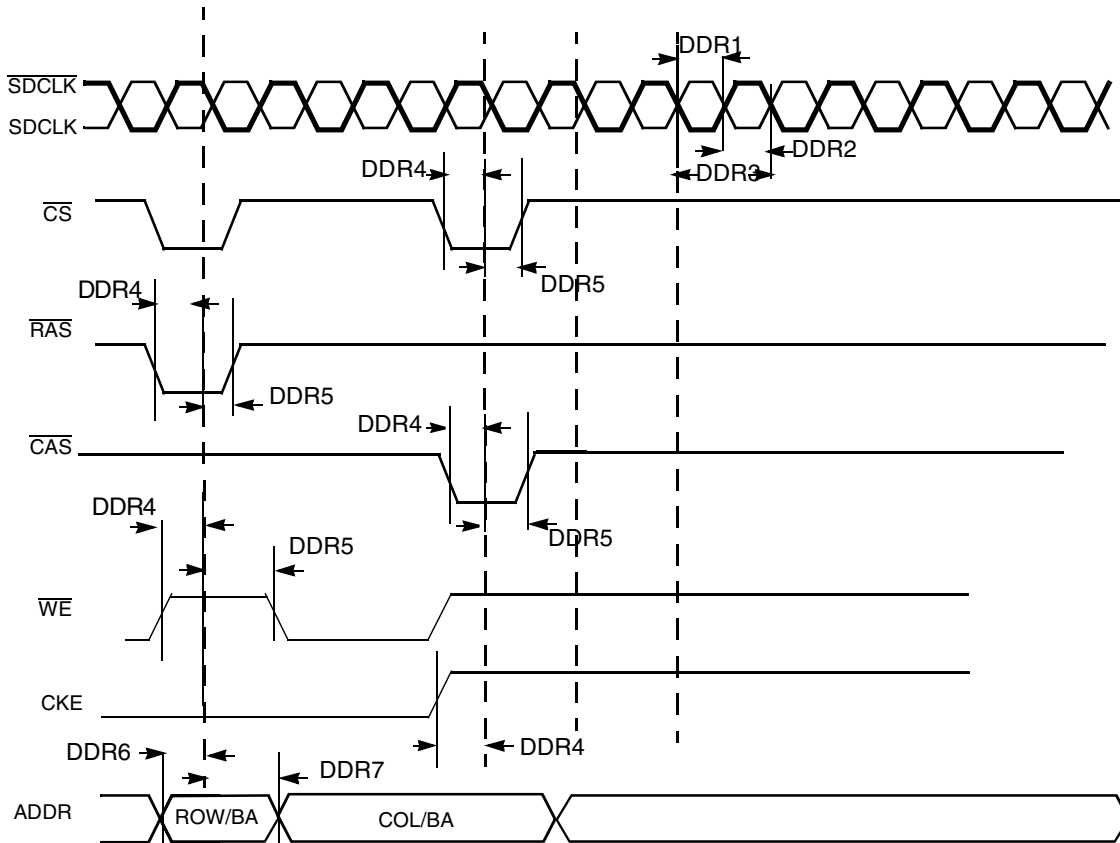 DDR1
SDCLK
SDCLK
DDR2
DDR4
DDR3
CS
DDR5
DDR4
RAS
DDR5
DDR4
CAS
DDR4
DDR5
DDR5
WE
CKE
DDR4
DDR6
DDR7
ADDR
ROW/BA
COL/BA